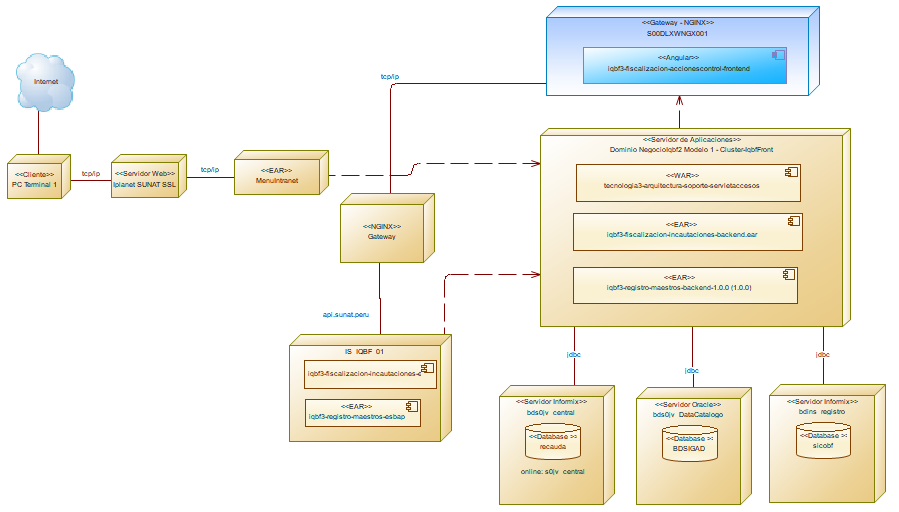 <<Gateway - NGINX>>
S00DLXWNGX001
<<Angular>>
iqbf3-fiscalizacion-accionescontrol-frontend
tcp/ip
Internet
<<Cliente>>
PC Terminal 1
tcp/ip
<<Servidor Web>>
Iplanet SUNAT SSL
tcp/ip
<<EAR>>
MenuIntranet
<<Servidor de Aplicaciones>>
Dominio NegocioIqbf2 Modelo 1 - Cluster-IqbfFront
<<WAR>>
tecnologia3-arquitectura-soporte-servletaccesos
<<EAR>>
iqbf3-fiscalizacion-incautaciones-backend.ear
<<EAR>>
iqbf3-registro-maestros-backend-1.0.0 (1.0.0)
<<NGINX>>
Gateway
api.sunat.peru
IS_IQBF_01
iqbf3-fiscalizacion-incautaciones-e
<<EAR>>
iqbf3-registro-maestros-esbap
jdbc
jdbc
jdbc
<<Servidor Informix>>
bds0jv_central
<<Database >>
recauda
online: s0jv_central
<<Servidor Oracle>>
bds0jv_DataCatalogo
<<Database >>
BDSIGAD
<<Servidor Informix>>
bdins_registro
<<Database >>
sicobf